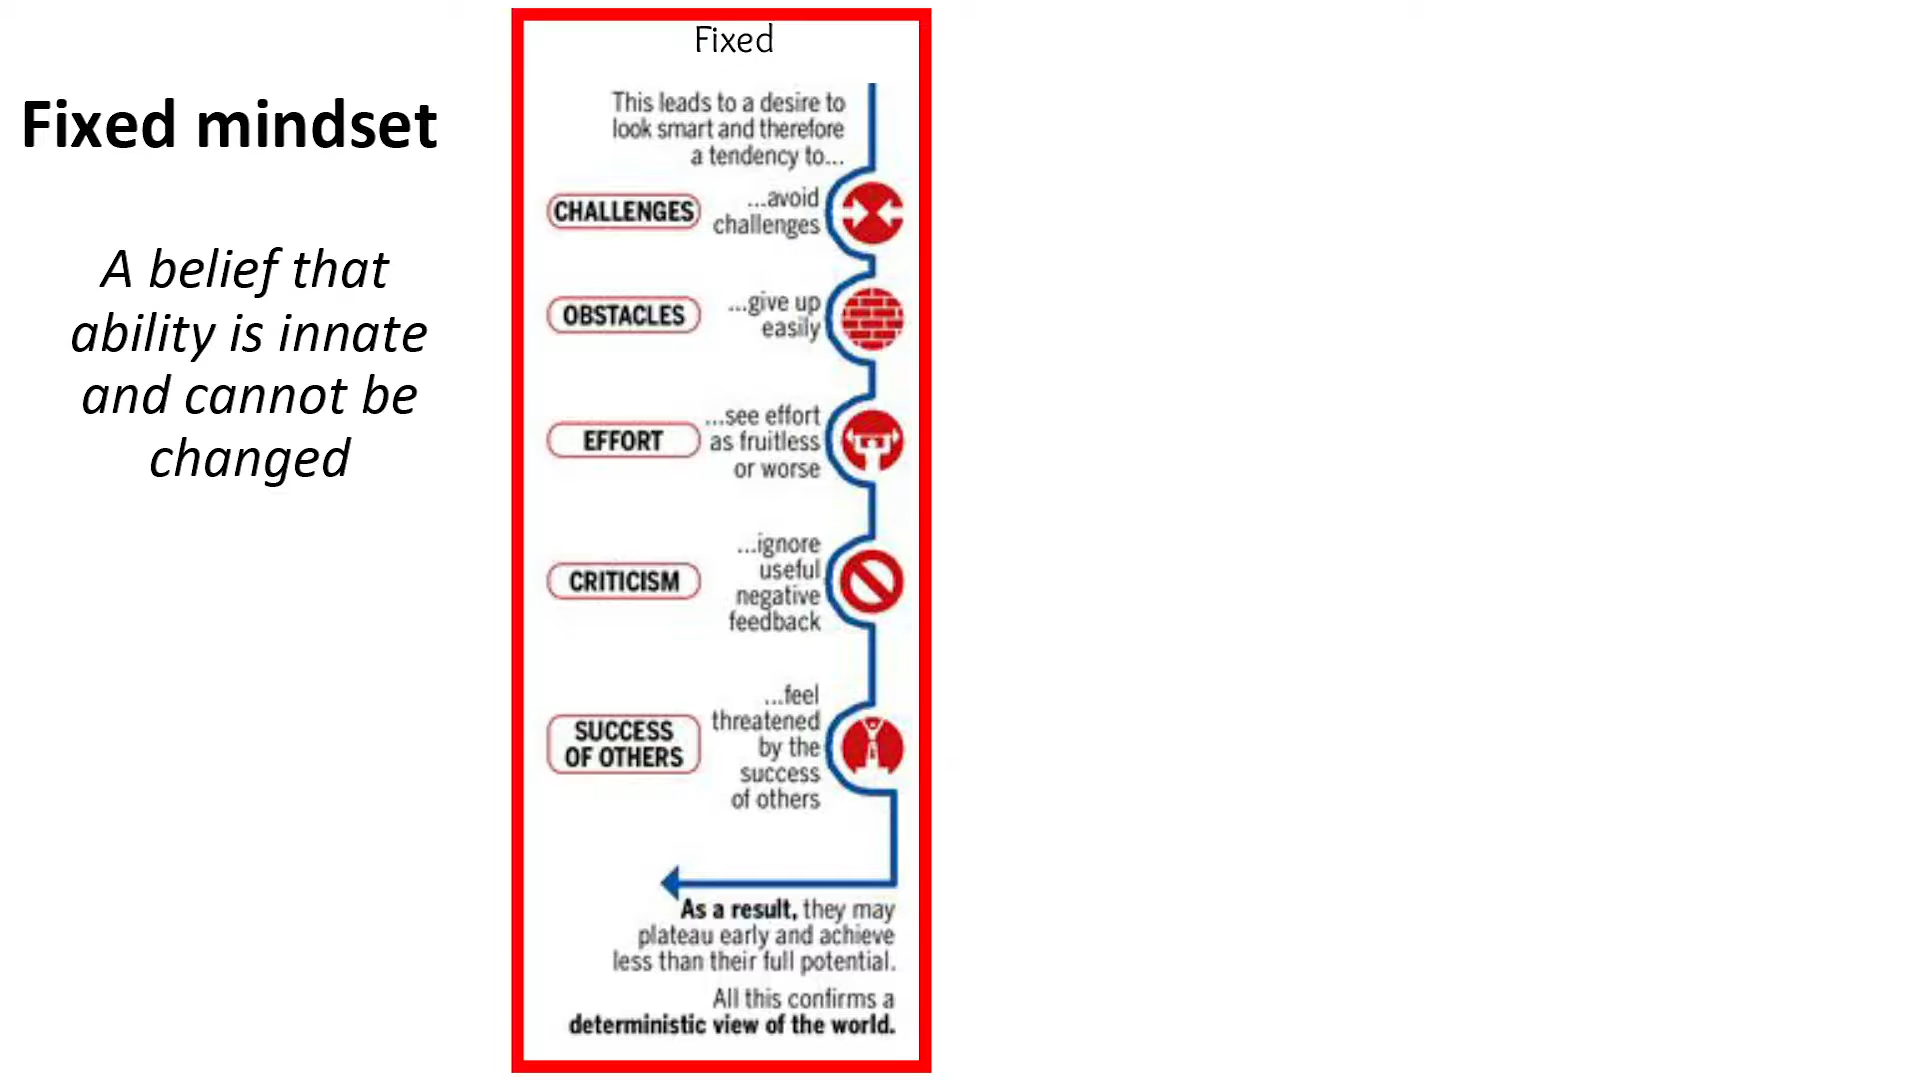 Fixed mindset
A belief that
ability is innate
and cannot be
changed
Fixed
This leads to a desire to
look smart and therefore
a tendency to...
CHALLENGES
...avoid
challenges
OBSTACLES
...give up
easily
EFFORT
...see effort
as fruitless
or worse
CRITICISM
...ignore
useful
negative
feedback
SUCCESS
OF OTHERS
...feel
threatened
by the
success
of others
As a result, they may
plateau early and achieve
less than their full potential.
All this confirms a
deterministic view of the world.